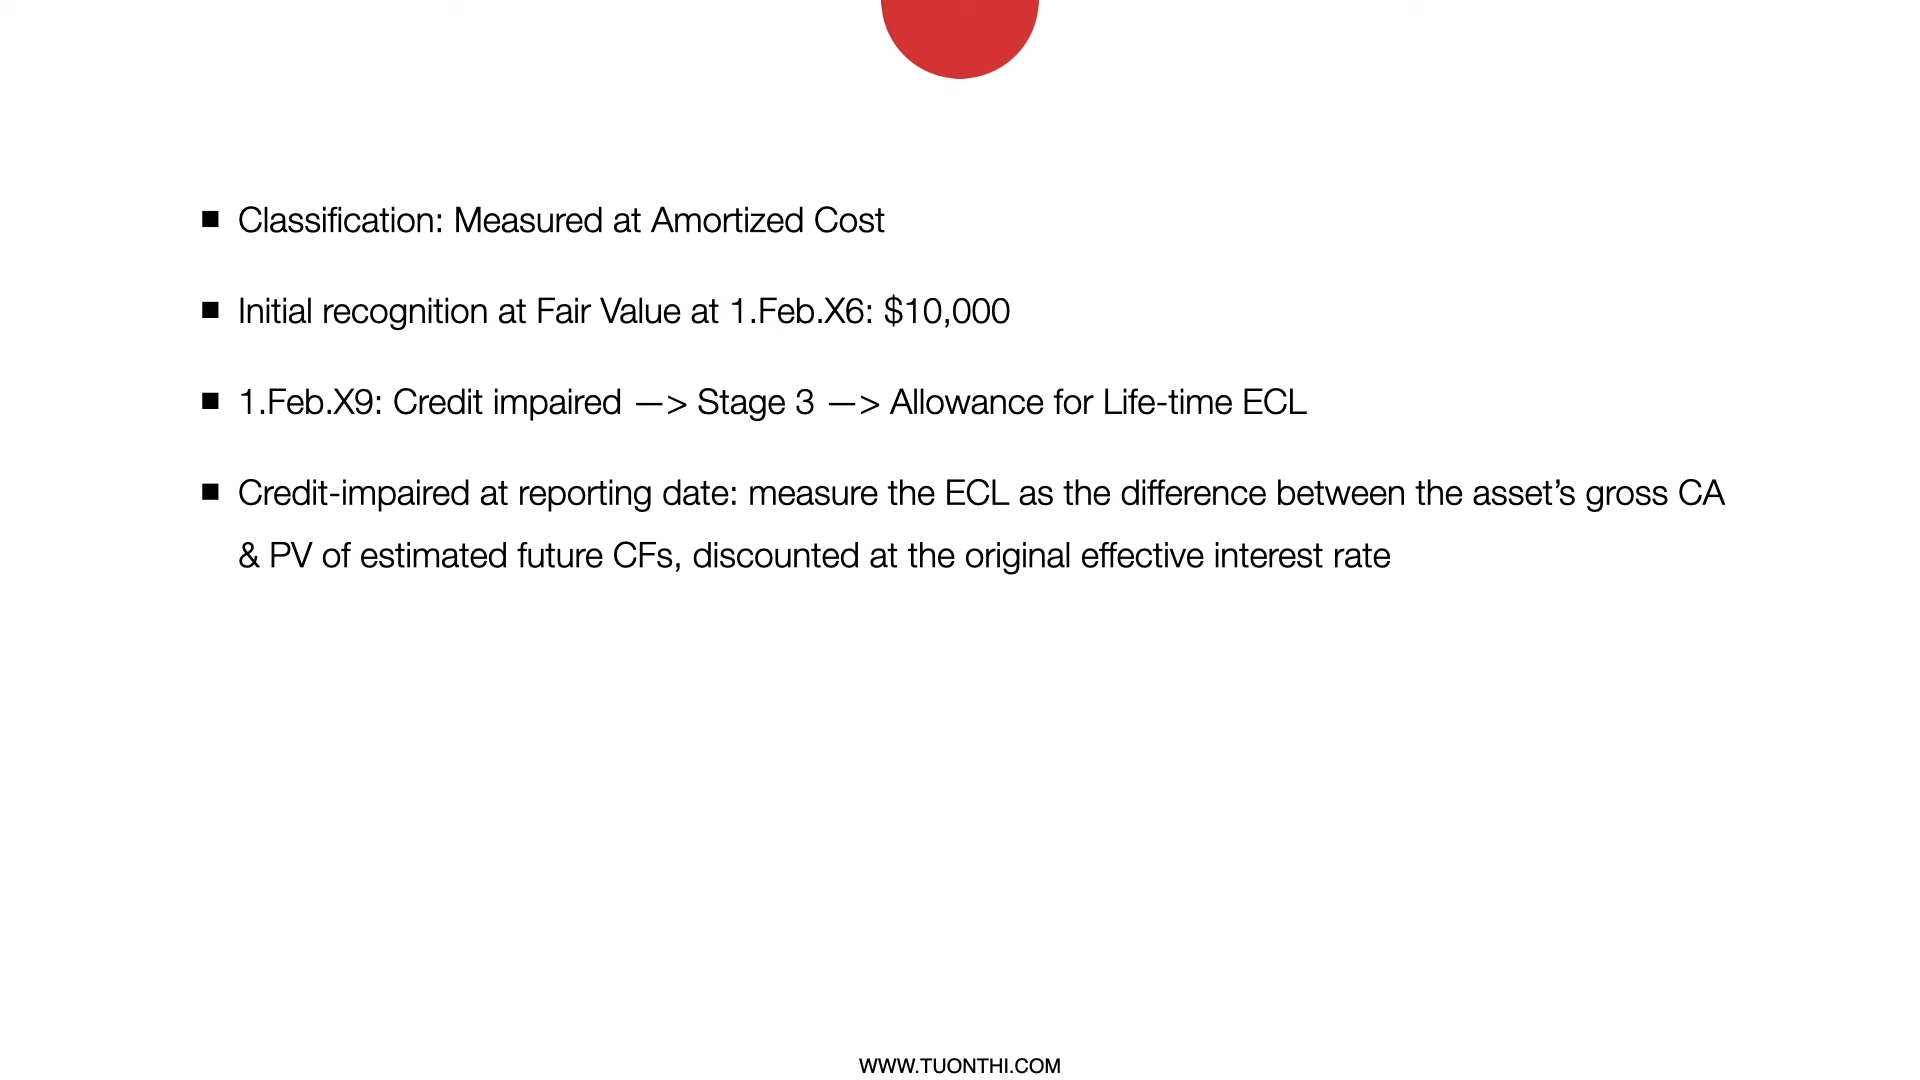 ■ Classification: Measured at Amortized Cost
■ Initial recognition at Fair Value at 1.Feb.X6: $10,000
■ 1.Feb.X9: Credit impaired —> Stage 3 —> Allowance for Life-time ECL
■ Credit-impaired at reporting date: measure the ECL as the difference between the asset’s gross CA
& PV of estimated future CFs, discounted at the original effective interest rate
WWW.TUONTHI.COM